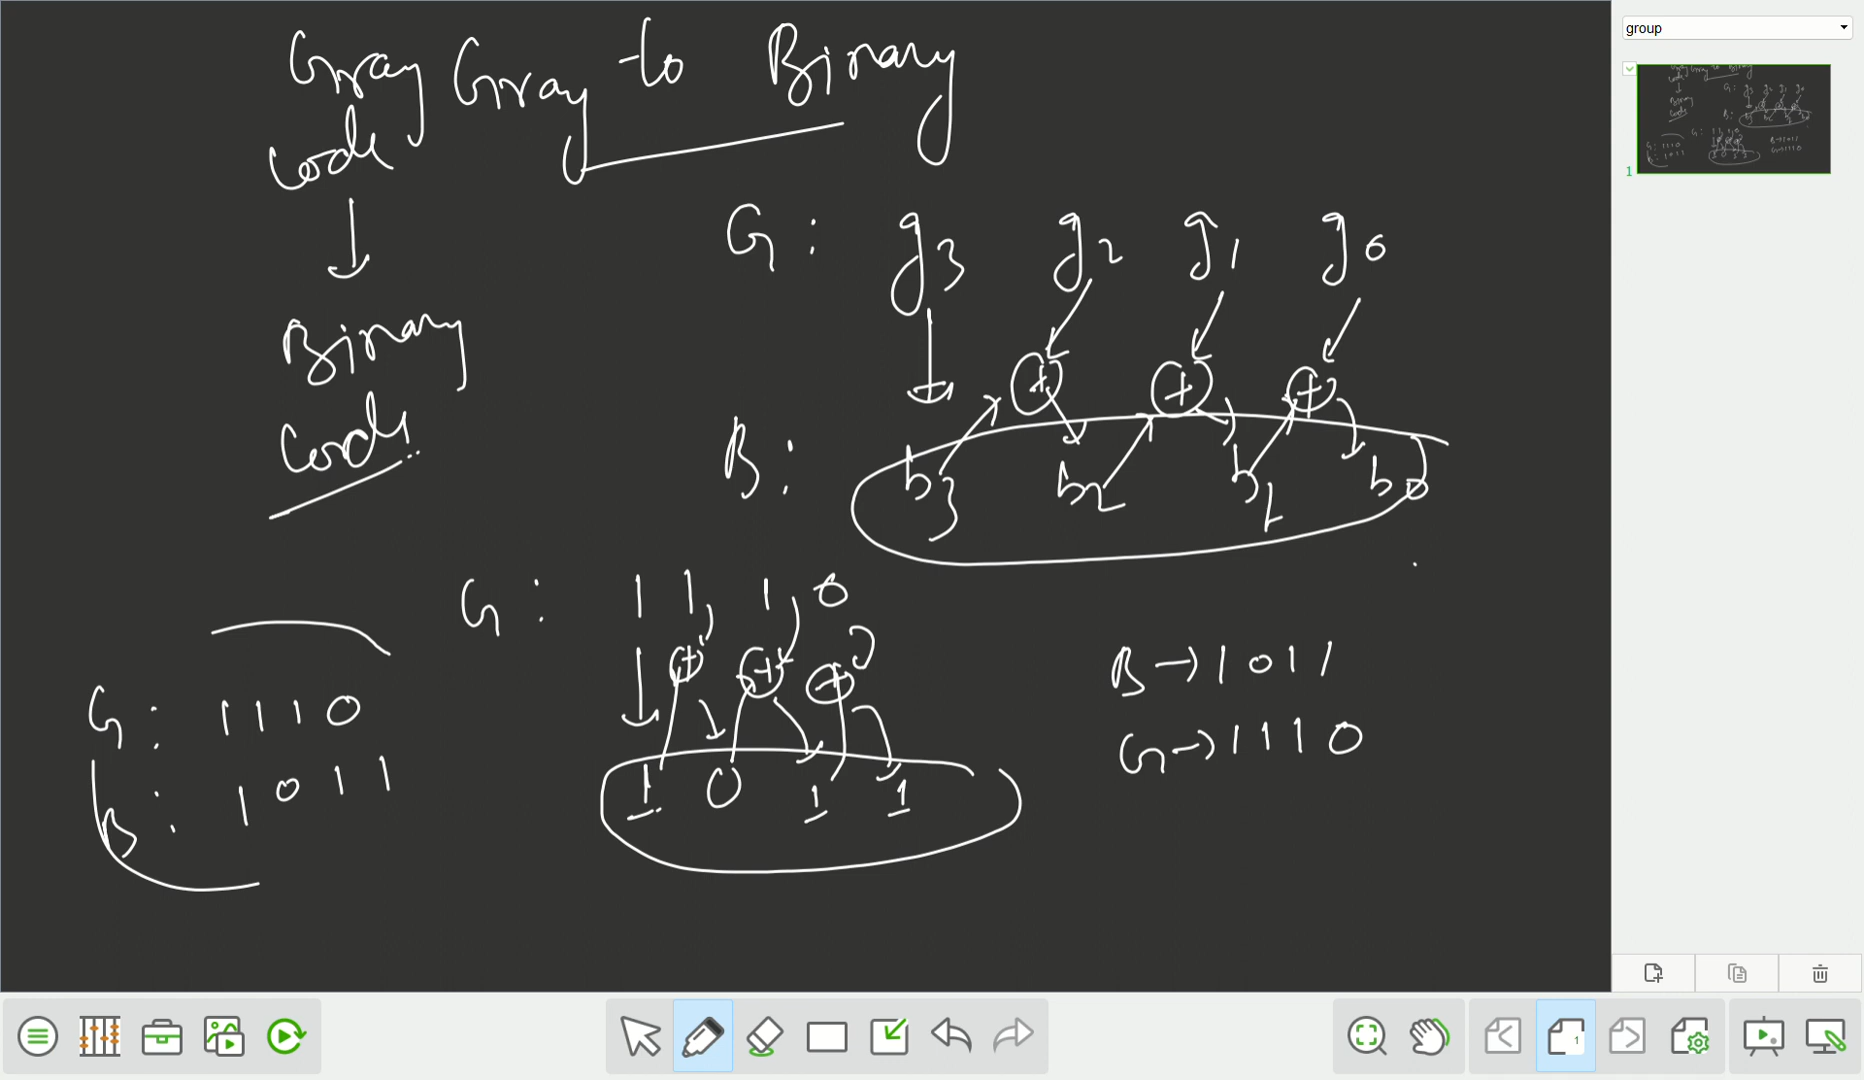 Gray Gray to Binary
Code
↓
Binary
Code
G : g3 g2 g1 g0
+ + +
B : b3 b2 b1 b0
G : 1 1 1 0
+ + +
1 0 1 1
G : 1 1 1 0
B : 1 0 1 1
B → 1 0 1 1
G → 1 1 1 0
group
1
1